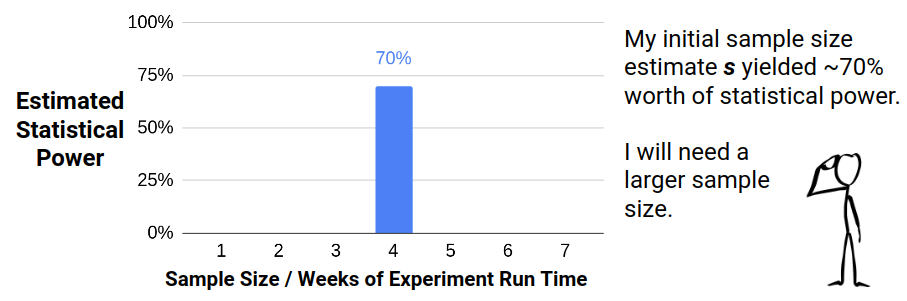 100%
75%
50%
25%
0%
Estimated
Statistical
Power
70%
1 2 3 4 5 6 7
Sample Size / Weeks of Experiment Run Time
My initial sample size
estimate s yielded ~70%
worth of statistical power.
I will need a
larger sample
size.